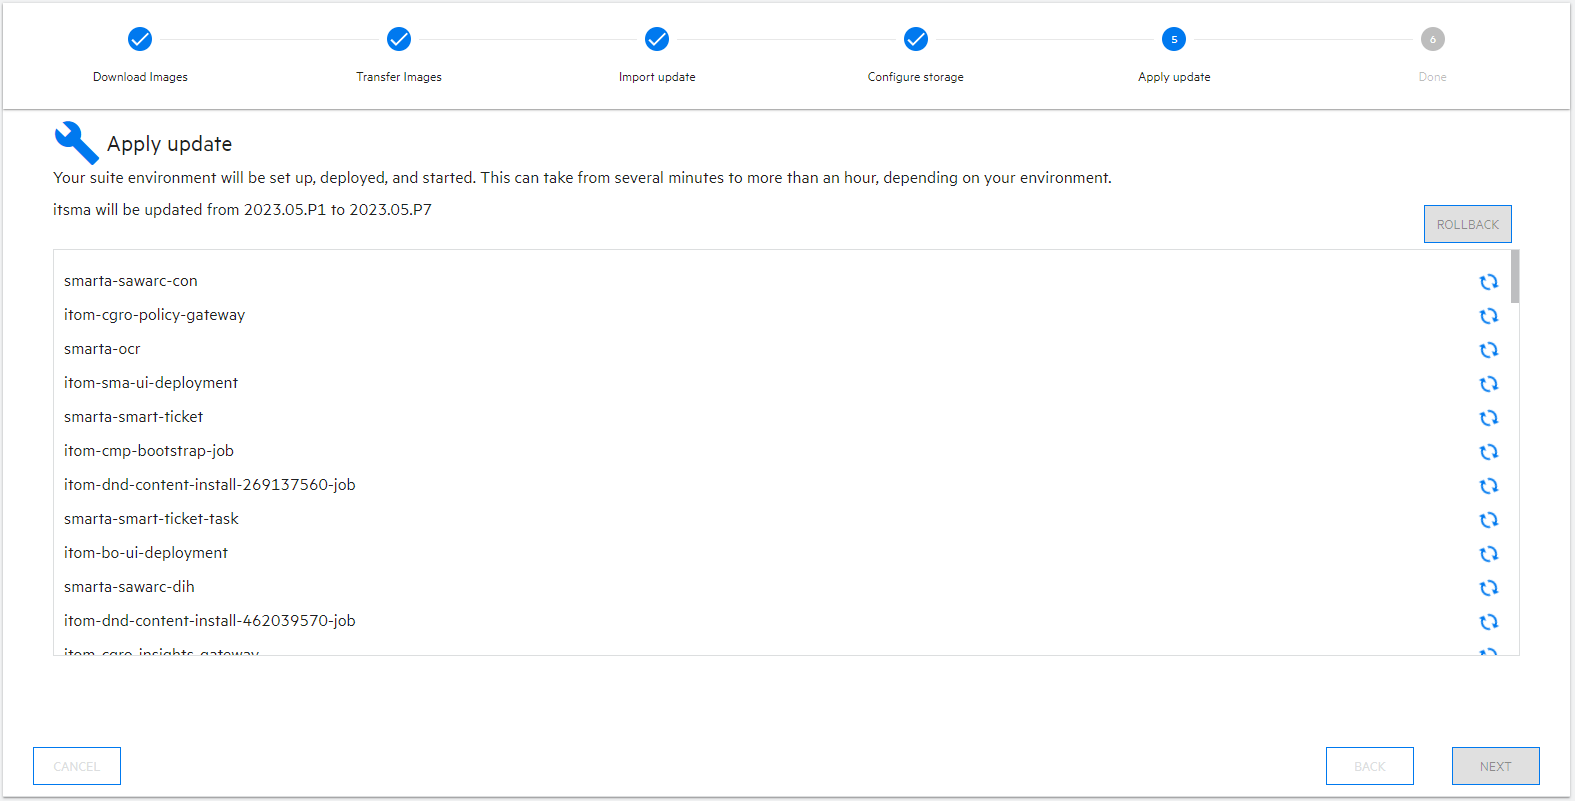 5
6
Download Images
Transfer Images
Import update
Configure storage
Apply update
Done
Apply update
Your suite environment will be set up, deployed, and started. This can take from several minutes to more than an hour, depending on your environment.
itsma will be updated from 2023.05.P1 to 2023.05.P7
ROLLBACK
smarta-sawarc-con
itom-cgro-policy-gateway
smarta-ocr
itom-sma-ui-deployment
smarta-smart-ticket
itom-cmp-bootstrap-job
itom-dnd-content-install-269137560-job
smarta-smart-ticket-task
itom-bo-ui-deployment
smarta-sawarc-dih
itom-dnd-content-install-462039570-job
itom-cgro-insights-gateway
CANCEL
BACK
NEXT